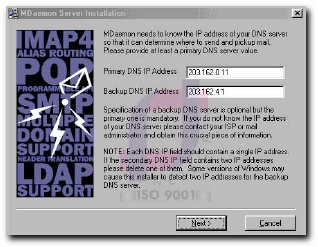 MDaemon Server Installation
MDaemon needs to know the IP address of your DNS server
so that it can determine where to send and pickup mail.
Please provide at least a primary DNS server value.
Primary DNS IP Address
203.162.0.11
Backup DNS IP Address
203.162.4.1
Specification of a backup DNS server is optional but the
primary one is mandatory. If you do not know the IP address
of your DNS server please contact your ISP or mail
administrator and obtain this crucial piece of information.
NOTE: Each DNS IP field should contain a single IP address.
If the secondary DNS IP field contains two IP addresses
please delete one of them. Some versions of Windows may
cause this installer to detect two IP addresses for the backup
DNS server.
IMAP4
ALIAS ROUTING
POP
PROGRAMMABLE
SMTP
MULTIPLE
DOMAIN
SUPPORT
HEADER TRANSLATION
LDAP
SUPPORT
ISO 9001
Next >
Cancel